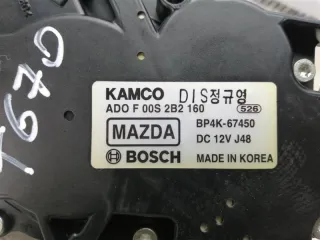 KAMCO DIS정규영
ADO F 00S 2B2 160 526
MAZDA BP4K-67450
DC 12V J48
BOSCH MADE IN KOREA
X679